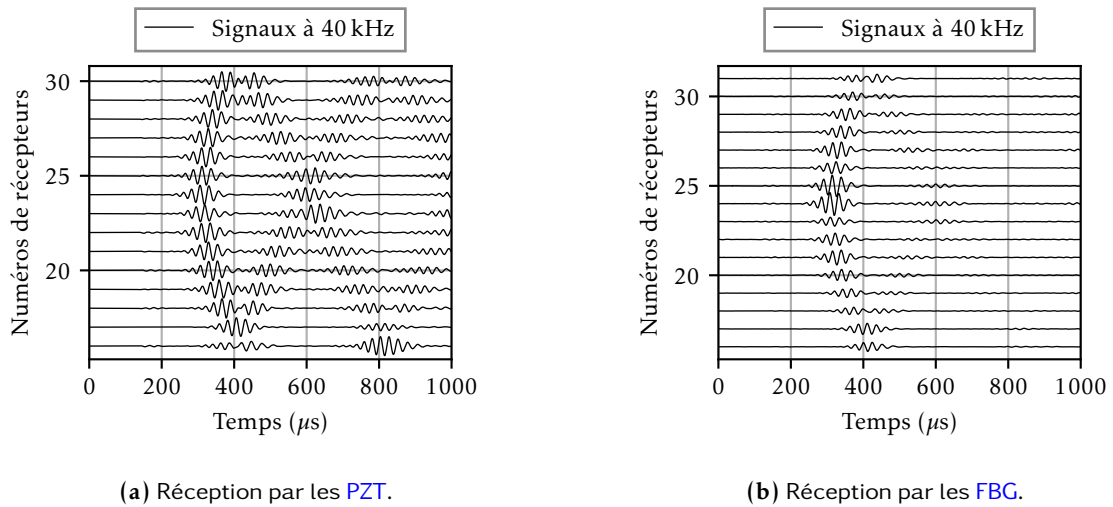 Signaux à 40 kHz
Numéros de récepteurs
30
25
20
0 200 400 600 800 1000
Temps (µs)
(a) Réception par les PZT.
Signaux à 40 kHz
Numéros de récepteurs
30
25
20
0 200 400 600 800 1000
Temps (µs)
(b) Réception par les FBG.